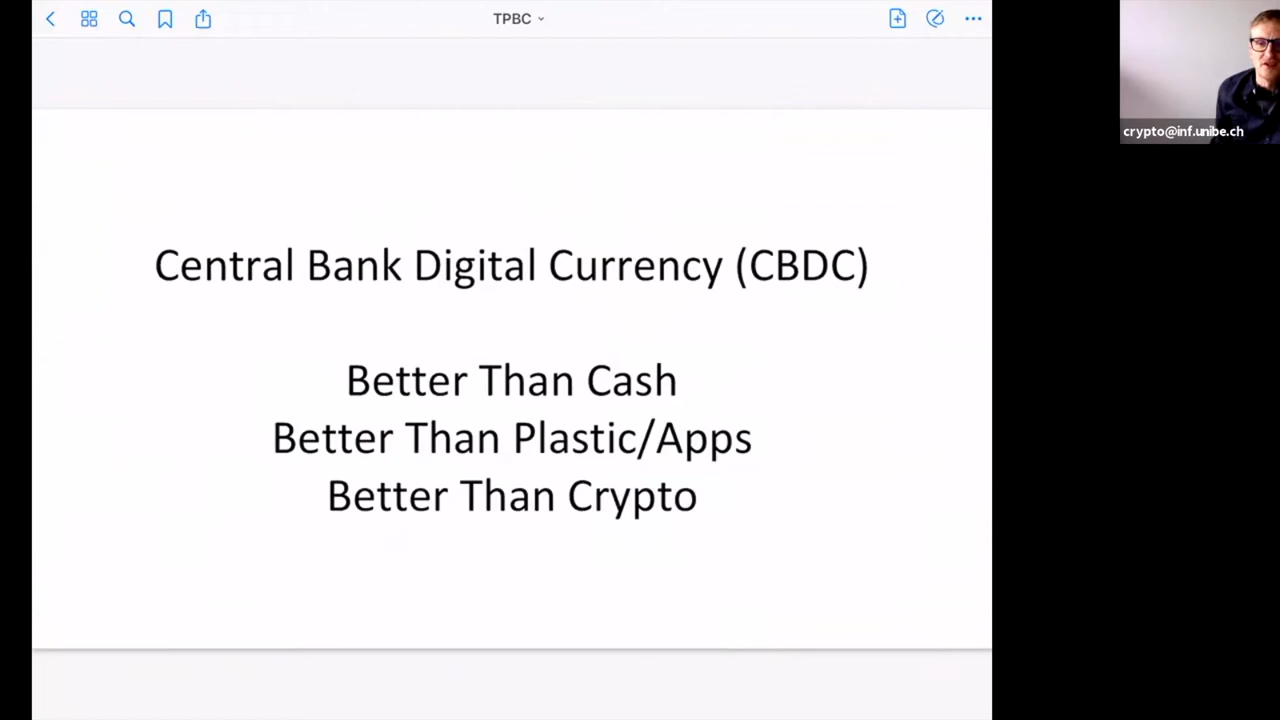 TPBC
crypto@inf.unibe.ch
Central Bank Digital Currency (CBDC)
Better Than Cash
Better Than Plastic/Apps
Better Than Crypto